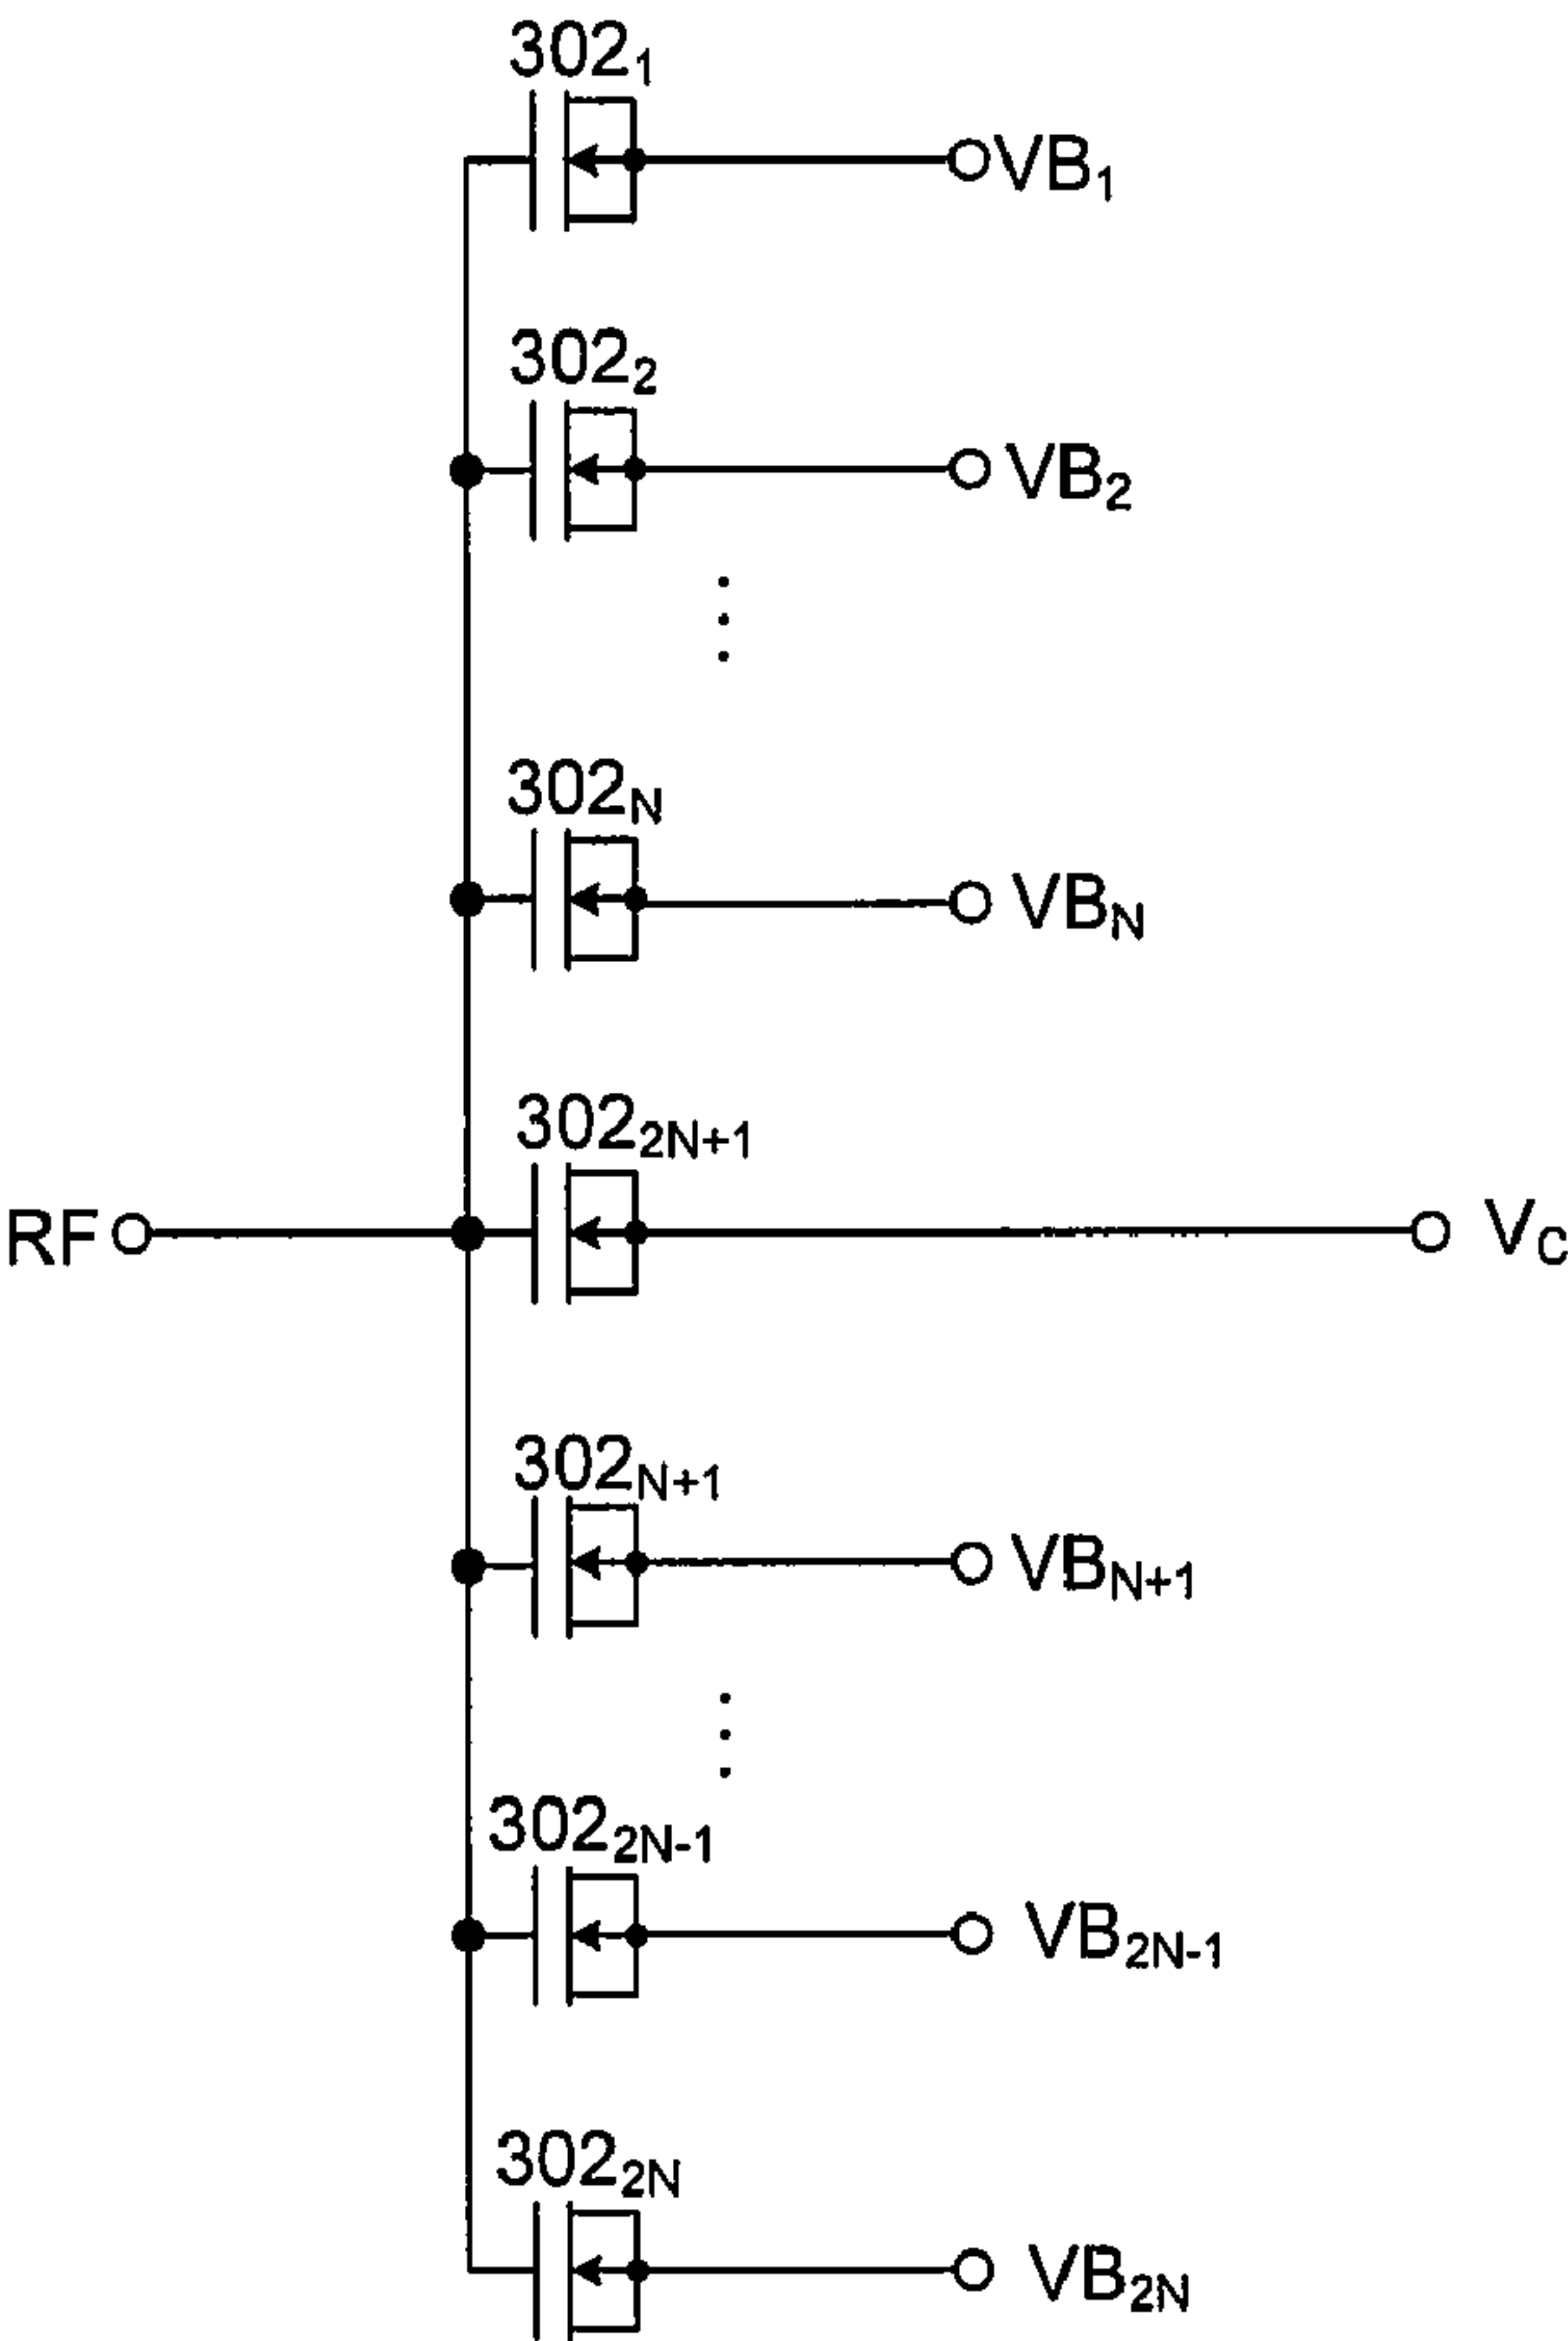 302₁
VB₁
302₂
VB₂
302N
VBN
302₂N+1
RF
VC
302N+1
VBN+1
302₂N-1
VB₂N-1
302₂N
VB₂N